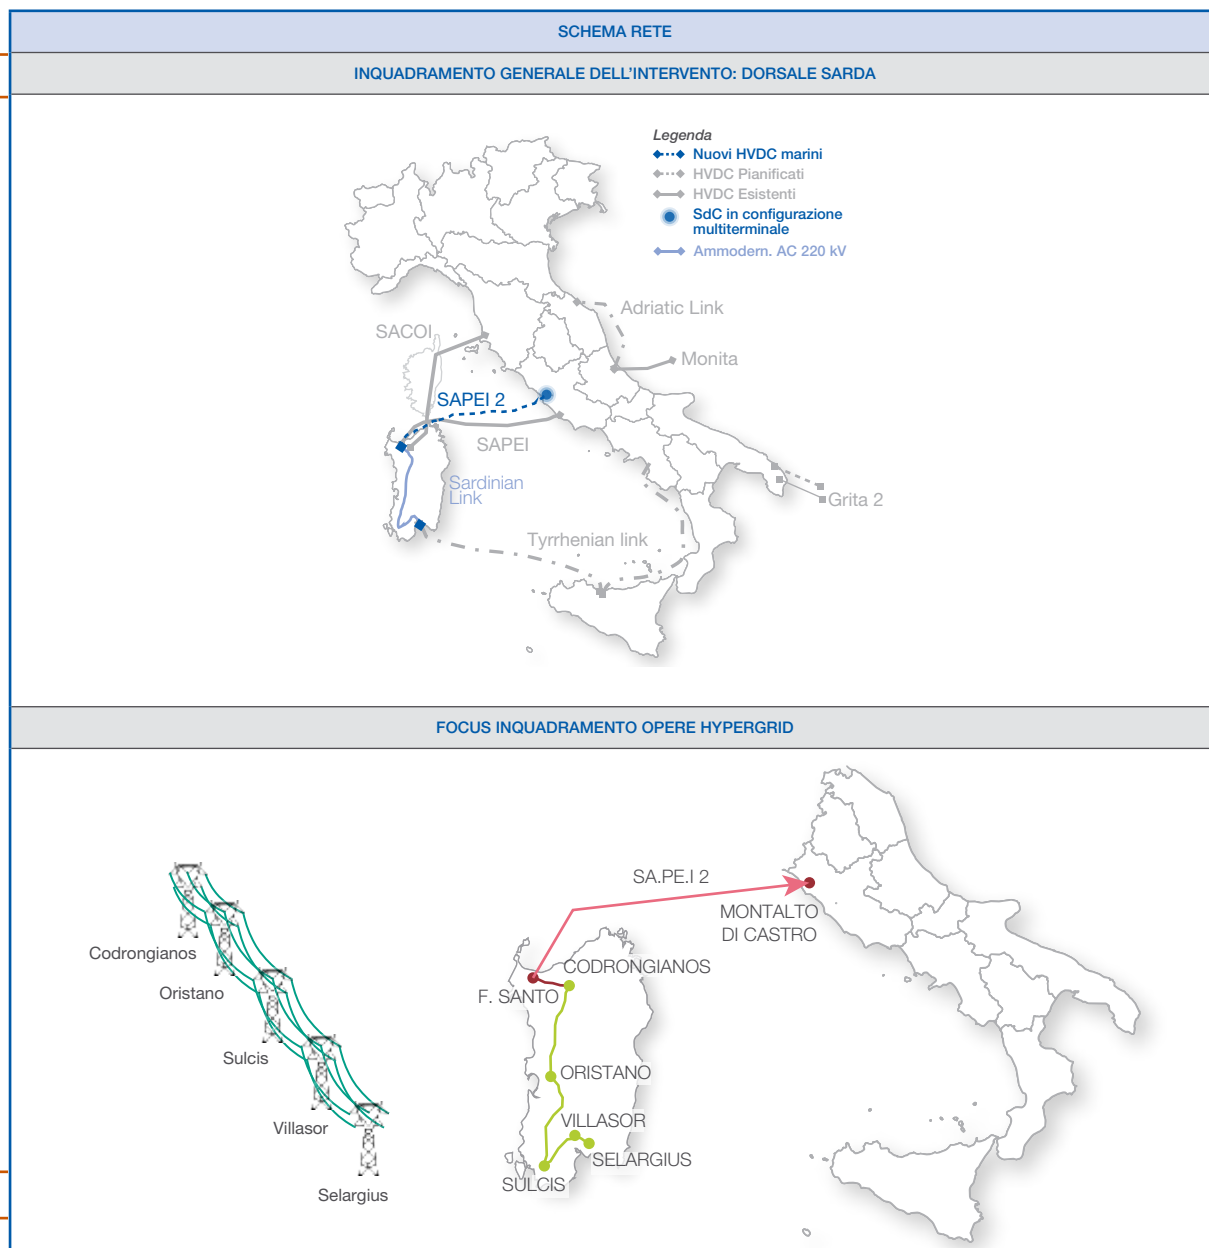 SCHEMA RETE
INQUADRAMENTO GENERALE DELL'INTERVENTO: DORSALE SARDA
Legenda
Nuovi HVDC marini
HVDC Pianificati
HVDC Esistenti
SdC in configurazione
multiterminale
Ammodern. AC 220 kV
Adriatic Link
SACOI
Monita
SAPEI 2
SAPEI
Sardinian
Link
Grita 2
Tyrrhenian link
FOCUS INQUADRAMENTO OPERE HYPERGRID
Codrongianos
Oristano
Sulcis
Villasor
Selargius
SA.PE.I 2
MONTALTO
DI CASTRO
CODRONGIANOS
F. SANTO
ORISTANO
VILLASOR
SELARGIUS
SULCIS